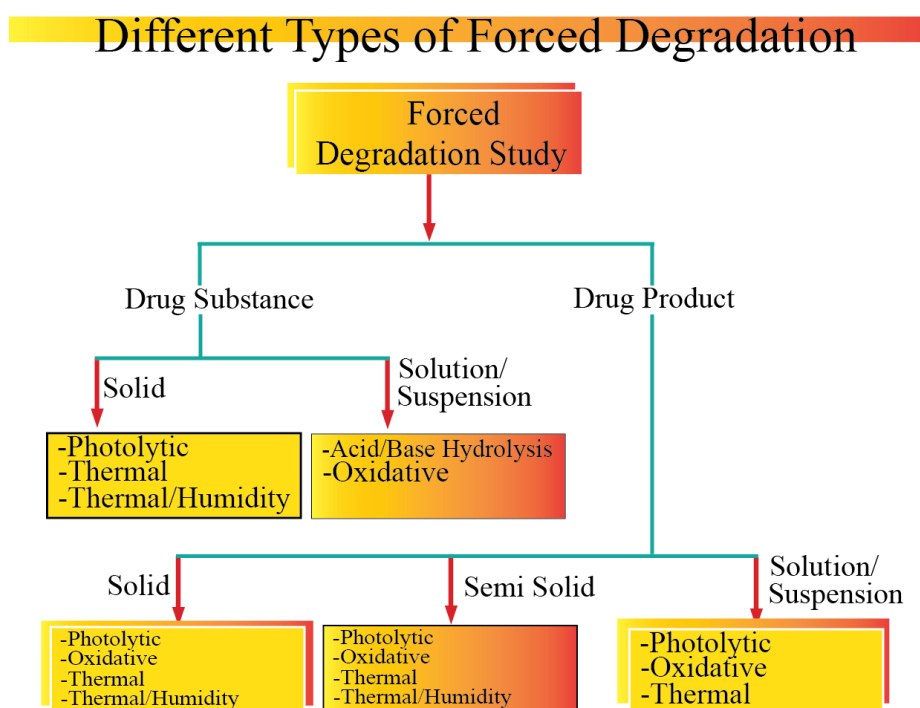 Different Types of Forced Degradation
Forced
Degradation Study
Drug Substance
Drug Product
Solid
Solution/
Suspension
-Photolytic
-Thermal
-Thermal/Humidity
-Acid/Base Hydrolysis
-Oxidative
Solid
Semi Solid
Solution/
Suspension
-Photolytic
-Oxidative
-Thermal
-Thermal/Humidity
-Photolytic
-Oxidative
-Thermal
-Thermal/Humidity
-Photolytic
-Oxidative
-Thermal